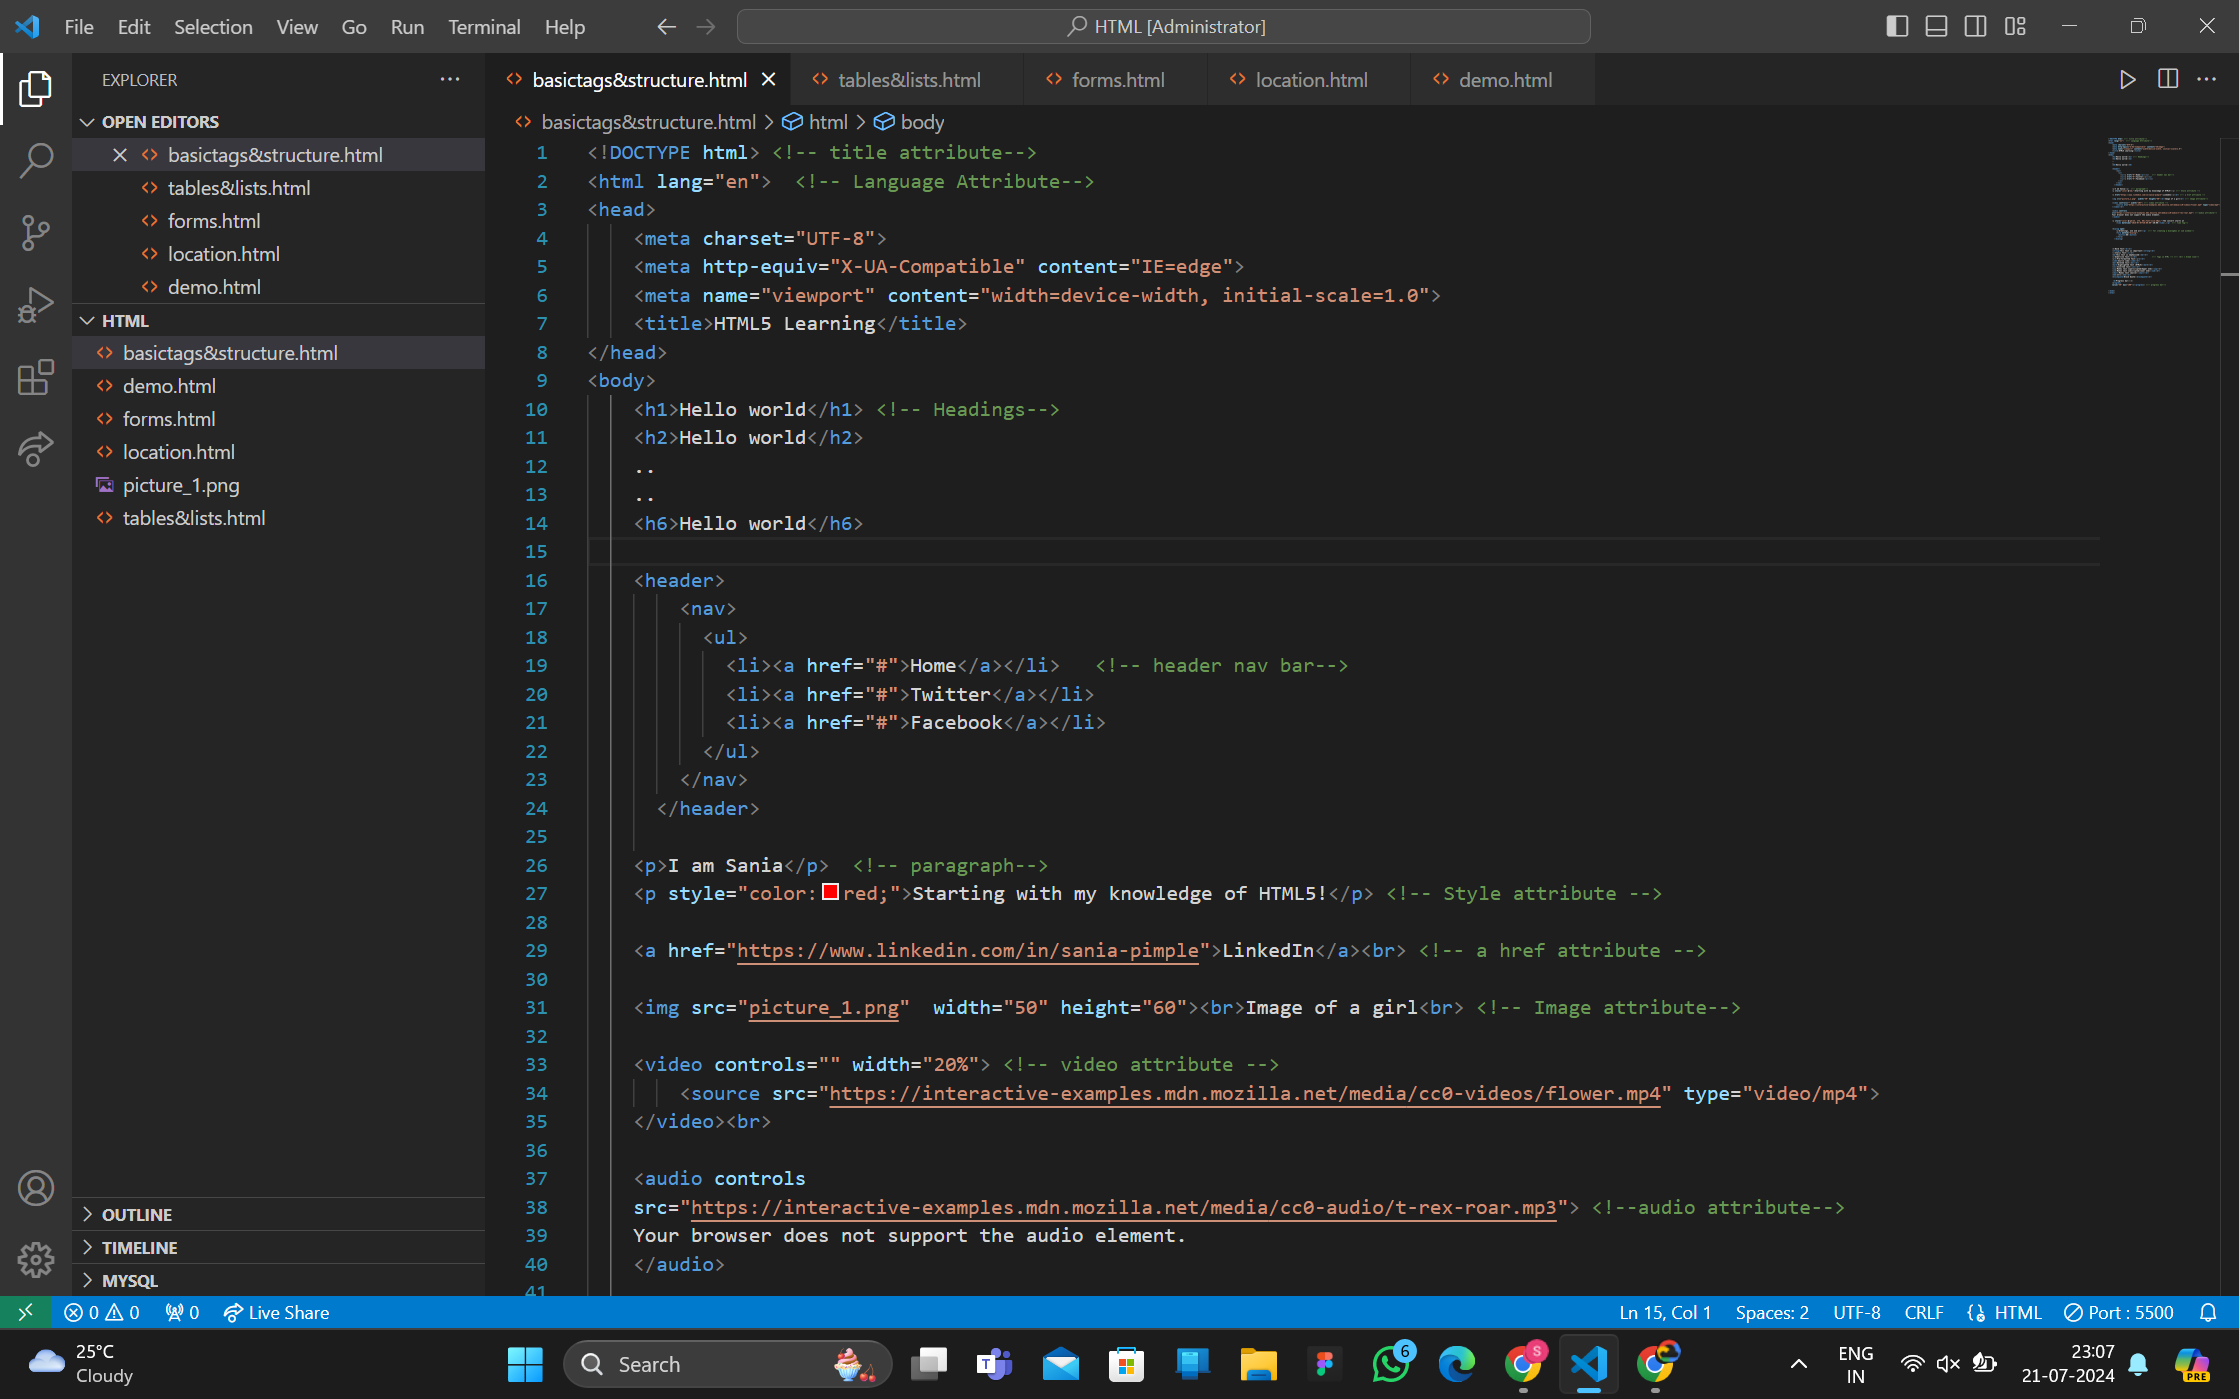 File Edit Selection View Go Run Terminal Help HTML [Administrator]
EXPLORER
OPEN EDITORS
basictags&structure.html
tables&lists.html
forms.html
location.html
demo.html
HTML
basictags&structure.html
demo.html
forms.html
location.html
picture_1.png
tables&lists.html
OUTLINE
TIMELINE
MYSQL
basictags&structure.html tables&lists.html forms.html location.html demo.html
basictags&structure.html > html > body
1 <!DOCTYPE html> <!-- title attribute-->
2 <html lang="en">  <!-- Language Attribute-->
3 <head>
4 <meta charset="UTF-8">
5 <meta http-equiv="X-UA-Compatible" content="IE=edge">
6 <meta name="viewport" content="width=device-width, initial-scale=1.0">
7 <title>HTML5 Learning</title>
8 </head>
9 <body>
10 <h1>Hello world</h1> <!-- Headings-->
11 <h2>Hello world</h2>
12 ..
13 ..
14 <h6>Hello world</h6>
15
16 <header>
17 <nav>
18 <ul>
19 <li><a href="#">Home</a></li>   <!-- header nav bar-->
20 <li><a href="#">Twitter</a></li>
21 <li><a href="#">Facebook</a></li>
22 </ul>
23 </nav>
24 </header>
25
26 <p>I am Sania</p>  <!-- paragraph-->
27 <p style="color:red;">Starting with my knowledge of HTML5!</p> <!-- Style attribute -->
28
29 <a href="https://www.linkedin.com/in/sania-pimple">LinkedIn</a><br> <!-- a href attribute -->
30
31 <img src="picture_1.png"  width="50" height="60"><br>Image of a girl<br> <!-- Image attribute-->
32
33 <video controls="" width="20%"> <!-- video attribute -->
34 <source src="https://interactive-examples.mdn.mozilla.net/media/cc0-videos/flower.mp4" type="video/mp4">
35 </video><br>
36
37 <audio controls
38 src="https://interactive-examples.mdn.mozilla.net/media/cc0-audio/t-rex-roar.mp3"> <!--audio attribute-->
39 Your browser does not support the audio element.
40 </audio>
41
0 0 0 Live Share Ln 15, Col 1 Spaces: 2 UTF-8 CRLF HTML Port : 5500
25°C
Cloudy
Search
T
6
S
ENG
IN
23:07
21-07-2024
PRE